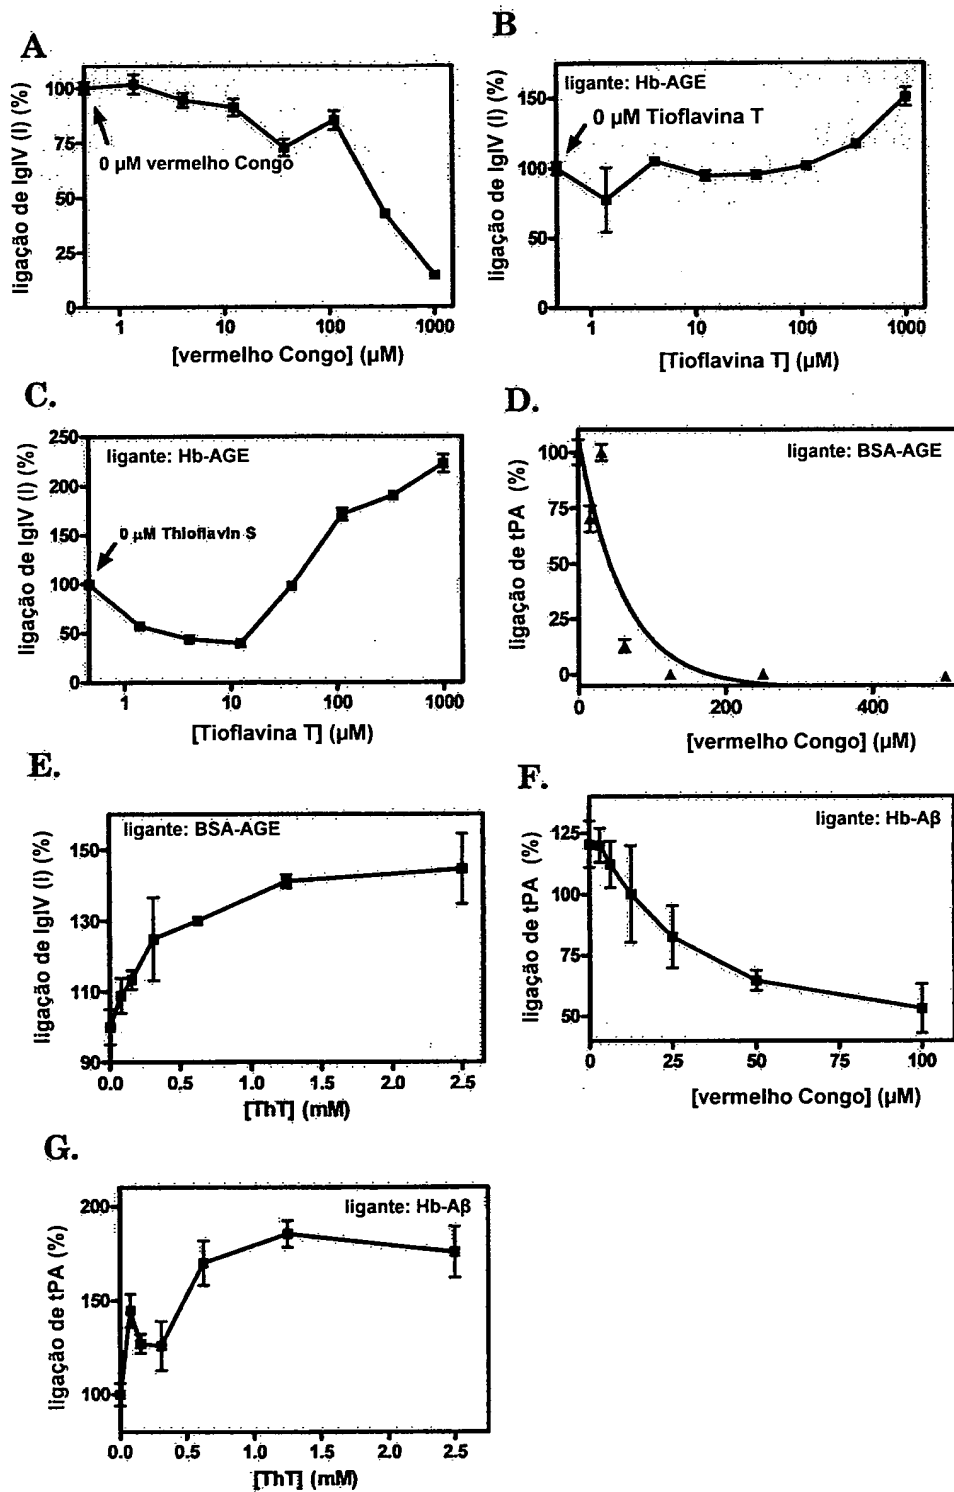 A
ligação de IgIV (I) (%)
100
75
50
25
0
0 µM vermelho Congo
1
10
100
1000
[vermelho Congo] (µM)
B
ligação de IgIV (I) (%)
150
100
50
0
ligante: Hb-AGE
0 µM Tioflavina T
1
10
100
1000
[Tioflavina T] (µM)
C.
ligação de IgIV (I) (%)
250
200
150
100
50
0
ligante: Hb-AGE
0 µM Thioflavin S
1
10
100
1000
[Tioflavina T] (µM)
D.
ligação de tPA (%)
100
75
50
25
0
ligante: BSA-AGE
0
200
400
[vermelho Congo] (µM)
E.
ligação de IgIV (I) (%)
150
130
110
90
ligante: BSA-AGE
0.0
0.5
1.0
1.5
2.0
2.5
[ThT] (mM)
F.
ligação de tPA (%)
125
100
75
50
ligante: Hb-Aβ
0
25
50
75
100
[vermelho Congo] (µM)
G.
ligação de tPA (%)
200
150
100
ligante: Hb-Aβ
0.0
0.5
1.0
1.5
2.0
2.5
[ThT] (mM)